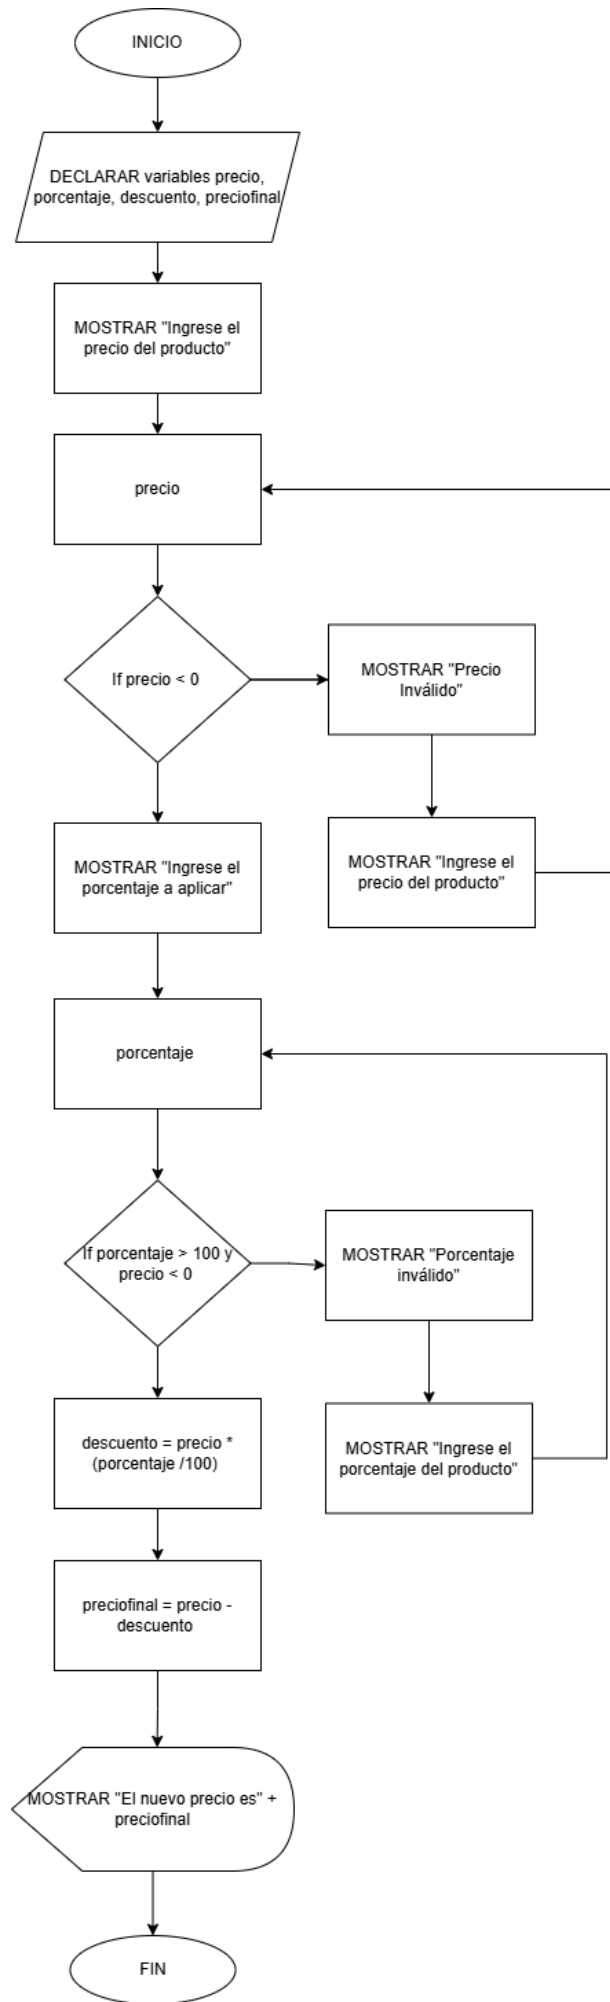 INICIO
DECLARAR variables precio,
porcentaje, descuento, preciofinal
MOSTRAR "Ingrese el
precio del producto"
precio
If precio < 0
MOSTRAR "Precio
Inválido"
MOSTRAR "Ingrese el
precio del producto"
MOSTRAR "Ingrese el
porcentaje a aplicar"
porcentaje
If porcentaje > 100 y
precio < 0
MOSTRAR "Porcentaje
inválido"
MOSTRAR "Ingrese el
porcentaje del producto"
descuento = precio *
(porcentaje /100)
preciofinal = precio -
descuento
MOSTRAR "El nuevo precio es" +
preciofinal
FIN